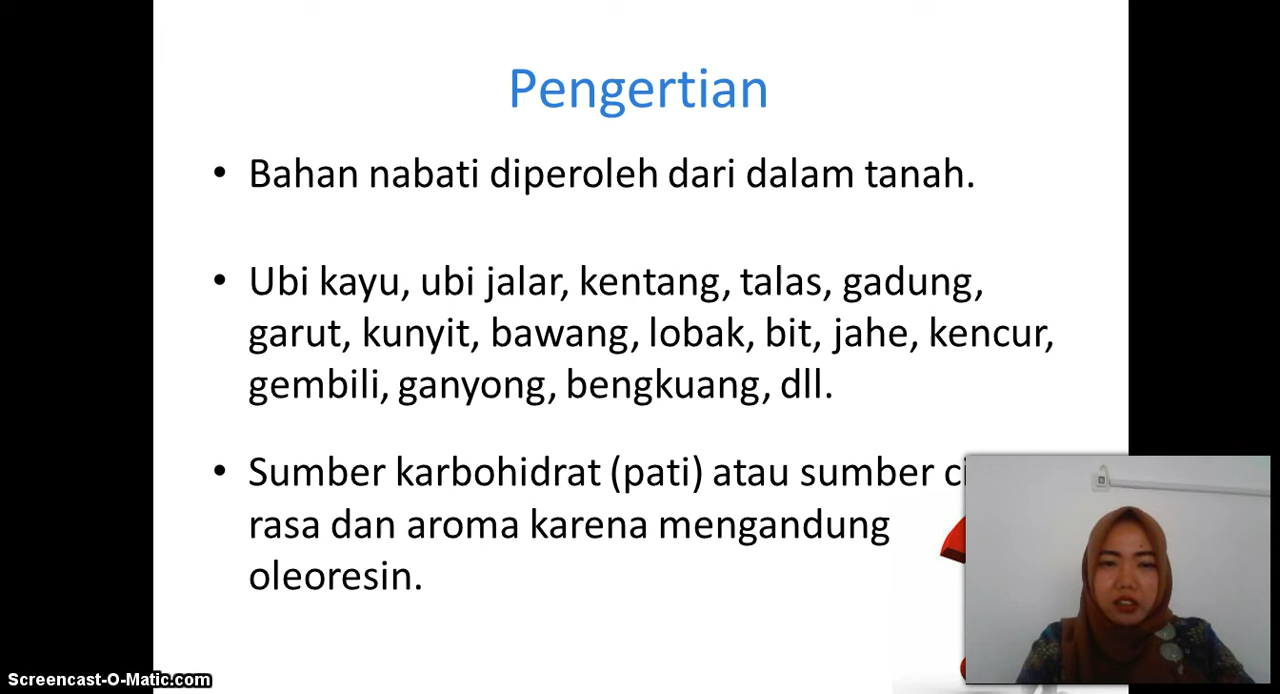 Pengertian
• Bahan nabati diperoleh dari dalam tanah.
• Ubi kayu, ubi jalar, kentang, talas, gadung,
garut, kunyit, bawang, lobak, bit, jahe, kencur,
gembili, ganyong, bengkuang, dll.
• Sumber karbohidrat (pati) atau sumber
rasa dan aroma karena mengandung
oleoresin.
Screencast-O-Matic.com